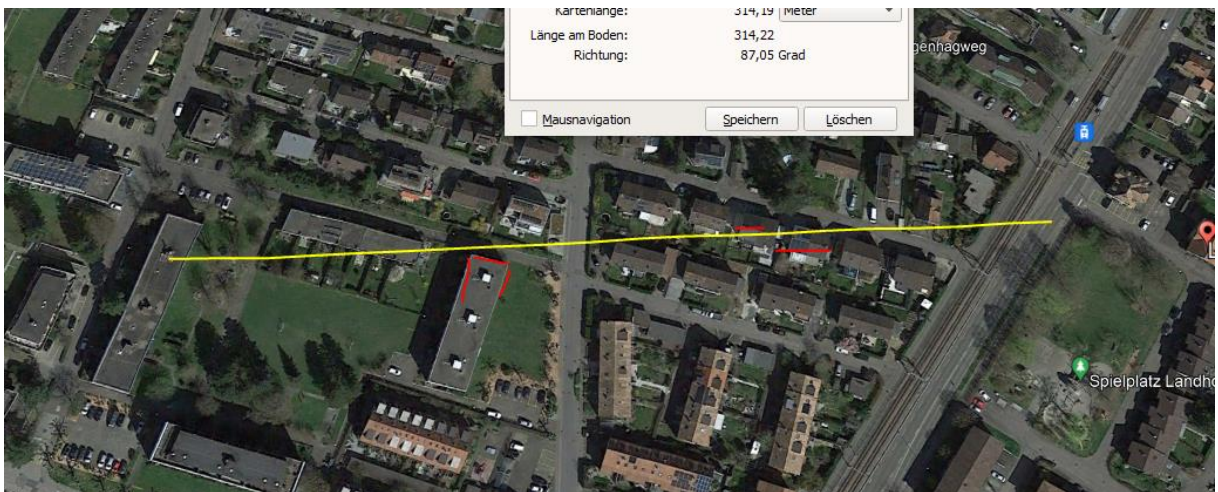 Kartenlänge: 314,19 Meter
Länge am Boden: 314,22
Richtung: 87,05 Grad
Mausnavigation Speichern Löschen
genhagweg
Spielplatz Landho